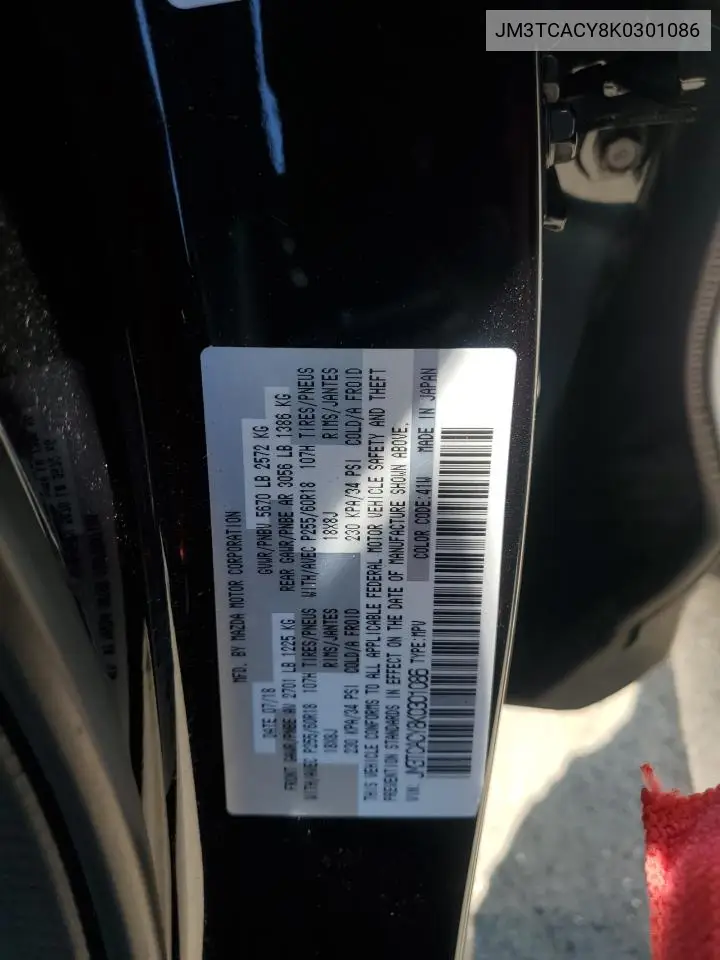 JM3TCACY8K0301086
MFD. BY MAZDA MOTOR CORPORATION
DATE 07/18 GVWR/PNBV 5670 LB 2572 KG
FRONT GAWR/PNBE AV 2701 LB 1225 KG REAR GAWR/PNBE AR 3056 LB 1386 KG
WITH/AVEC P255/60R18 107H TIRES/PNEUS WITH/AVEC P255/60R18 107H TIRES/PNEUS
18X8J RIMS/JANTES 18X8J RIMS/JANTES
230 KPA/34 PSI COLD/A FROID 230 KPA/34 PSI COLD/A FROID
THIS VEHICLE CONFORMS TO ALL APPLICABLE FEDERAL MOTOR VEHICLE SAFETY AND THEFT
PREVENTION STANDARDS IN EFFECT ON THE DATE OF MANUFACTURE SHOWN ABOVE.
VIN. JM3TCACY8K0301086 TYPE:MPV COLOR CODE:41W MADE IN JAPAN